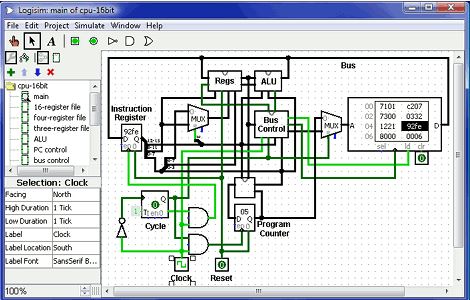 Logisim: main of cpu-16bit
File Edit Project Simulate Window Help
A
cpu-16bit
main
16-register file
four-register file
three-register file
ALU
PC control
bus control
Selection: Clock
Facing North
High Duration 1 Tick
Low Duration 1 Tick
Label Clock
Label Location South
Label Font SansSerif B...
100%
Bus
Regs
ALU
Instruction
Register
92fe
D Q
MUX
Bus
Control
MUX
A
D
00 7101 c207
02 7300 0332
04 1221 92fe
06 8000 0006
sel ld clr
0
1
0
Cycle
05
D Q
Program
Counter
Clock
0
Reset